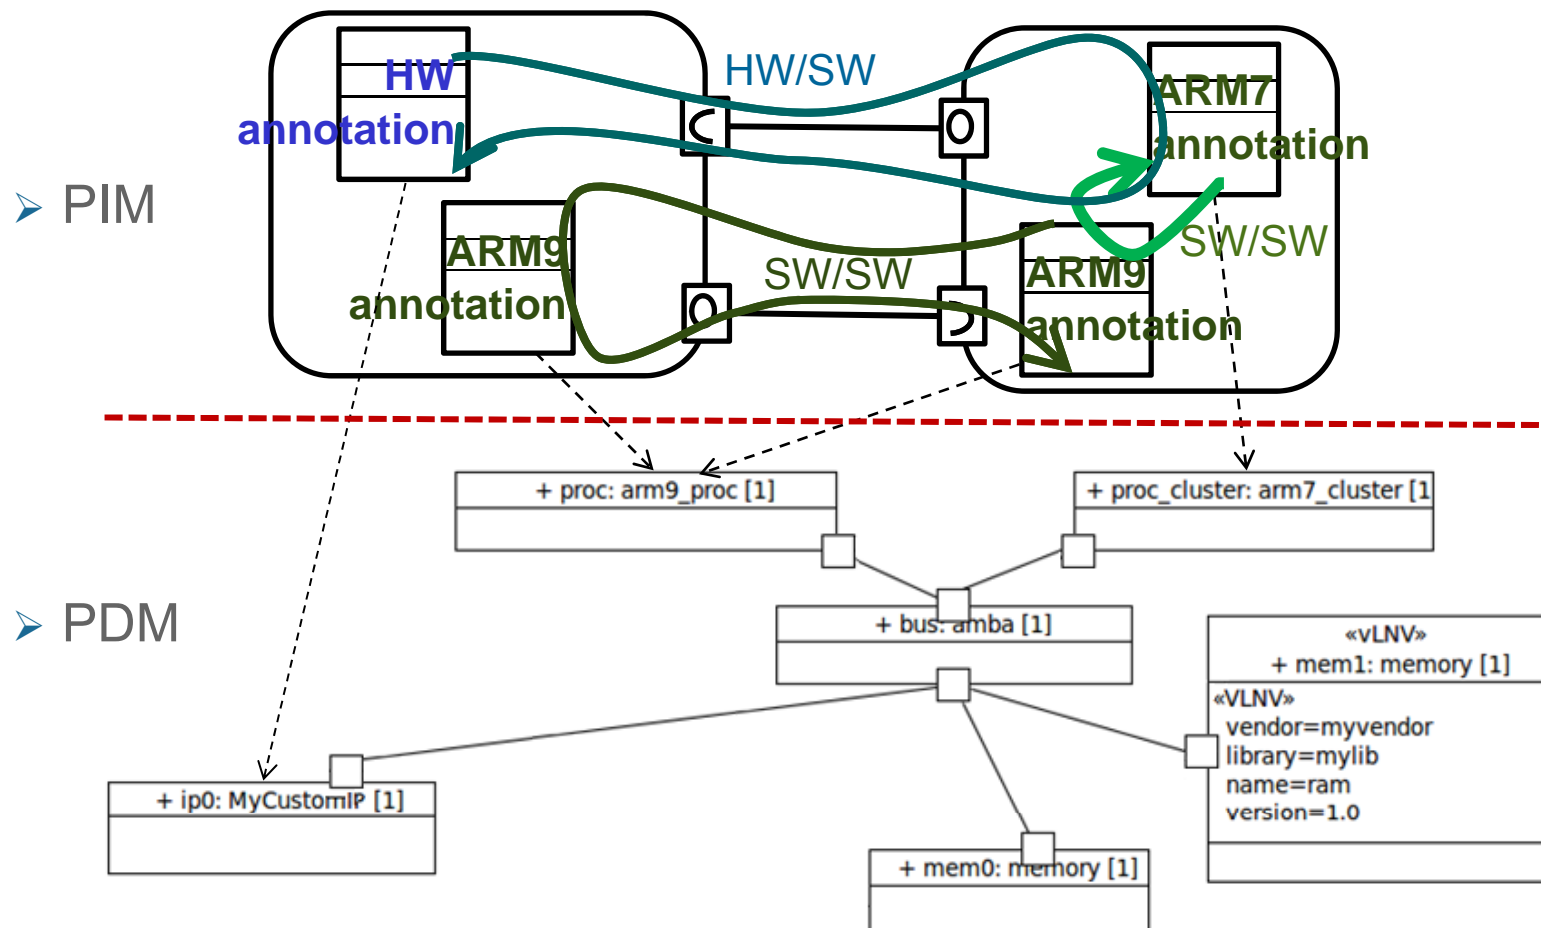 HW
annotation
HW/SW
ARM7
annotation
PIM
ARM9
annotation
SW/SW
SW/SW
ARM9
annotation
+ proc: arm9_proc [1]
+ proc_cluster: arm7_cluster [1
PDM
+ bus: amba [1]
«vLNV»
+ mem1: memory [1]
«VLNV»
vendor=myvendor
library=mylib
name=ram
version=1.0
+ ip0: MyCustomIP [1]
+ mem0: memory [1]